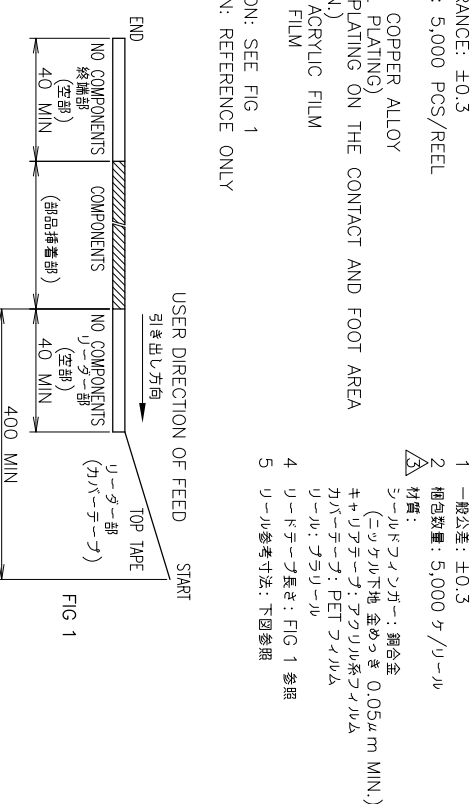 RANCE: ±0.3
: 5,000 PCS/REEL
COPPER ALLOY
PLATING)
PLATING ON THE CONTACT AND FOOT AREA
N.)
ACRYLIC FILM
FILM
ON: SEE FIG 1
N: REFERENCE ONLY
1 一般公差: ±0.3
2 梱包数量: 5,000 ケ/リール
3 材質:
シールドフィンガー: 銅合金
(ニッケル下地 金めっき 0.05μm MIN.)
キャリアテープ: アクリル系フィルム
カバーテープ: PET フィルム
リール: プラリール
4 リードテープ長さ: FIG 1 参照
5 リール参考寸法: 下図参照
USER DIRECTION OF FEED
引き出し方向
END
START
NO COMPONENTS
終端部
(空部)
40 MIN
COMPONENTS
(部品挿着部)
NO COMPONENTS
リーダー部
(空部)
40 MIN
TOP TAPE
リーダー部
(カバーテープ)
400 MIN
FIG 1